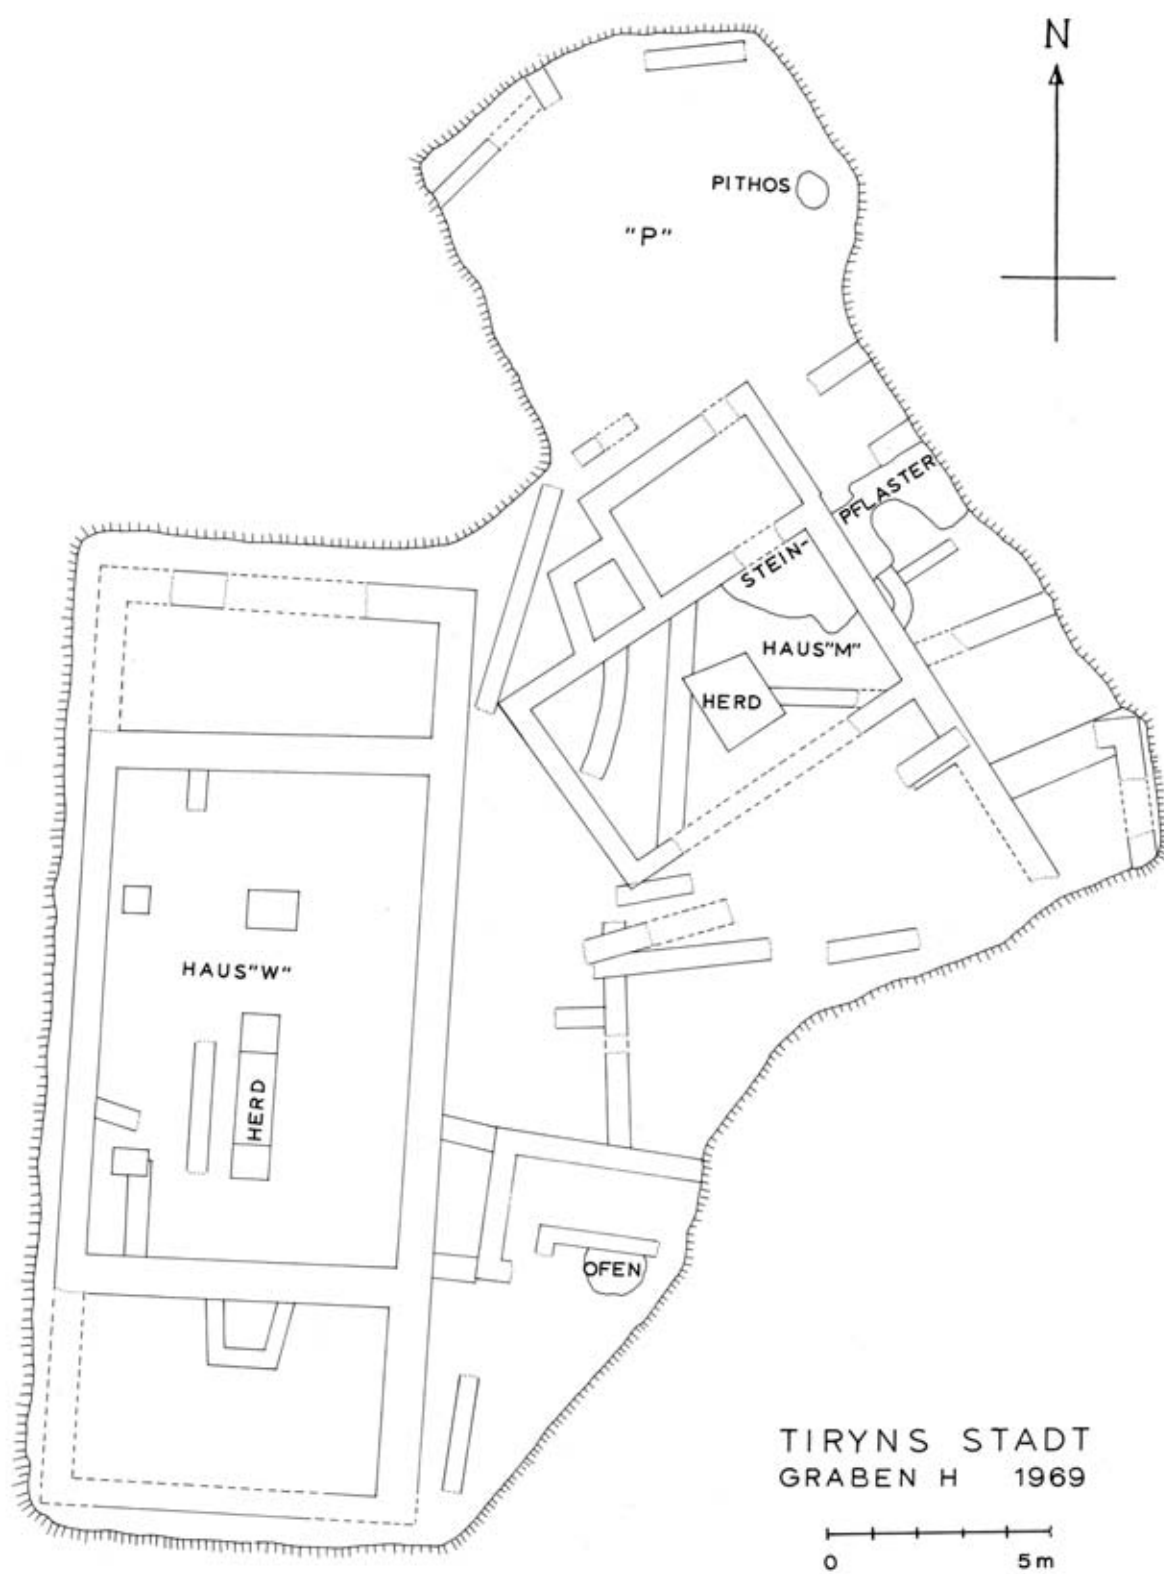 N
PITHOS
"P"
STEIN-
PFLASTER
HAUS"M"
HERD
HAUS"W"
HERD
OFEN
TIRYNS STADT
GRABEN H 1969
0 5m